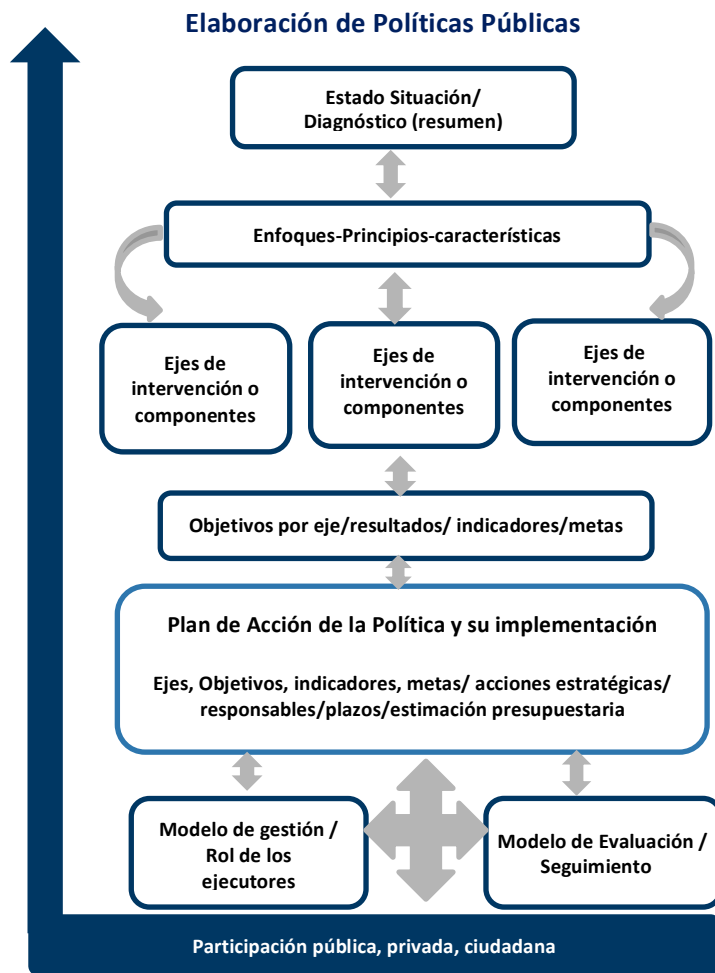 Elaboración de Políticas Públicas
Estado Situación/
Diagnóstico (resumen)
Enfoques-Principios-características
Ejes de
intervención o
componentes
Ejes de
intervención o
componentes
Ejes de
intervención o
componentes
Objetivos por eje/resultados/ indicadores/metas
Plan de Acción de la Política y su implementación
Ejes, Objetivos, indicadores, metas/ acciones estratégicas/
responsables/plazos/estimación presupuestaria
Modelo de gestión /
Rol de los
ejecutores
Modelo de Evaluación /
Seguimiento
Participación pública, privada, ciudadana